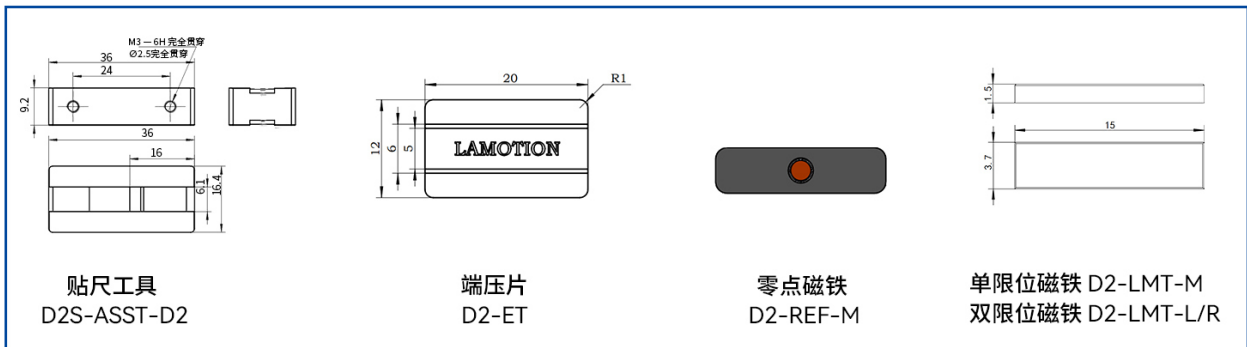 M3－6H 完全贯穿
Ø2.5完全贯穿
36
24
9.2
36
16
6.1
16.4
20
R1
12
6
5
LAMOTION
1.5
15
3.7
贴尺工具
D2S-ASST-D2
端压片
D2-ET
零点磁铁
D2-REF-M
单限位磁铁 D2-LMT-M
双限位磁铁 D2-LMT-L/R